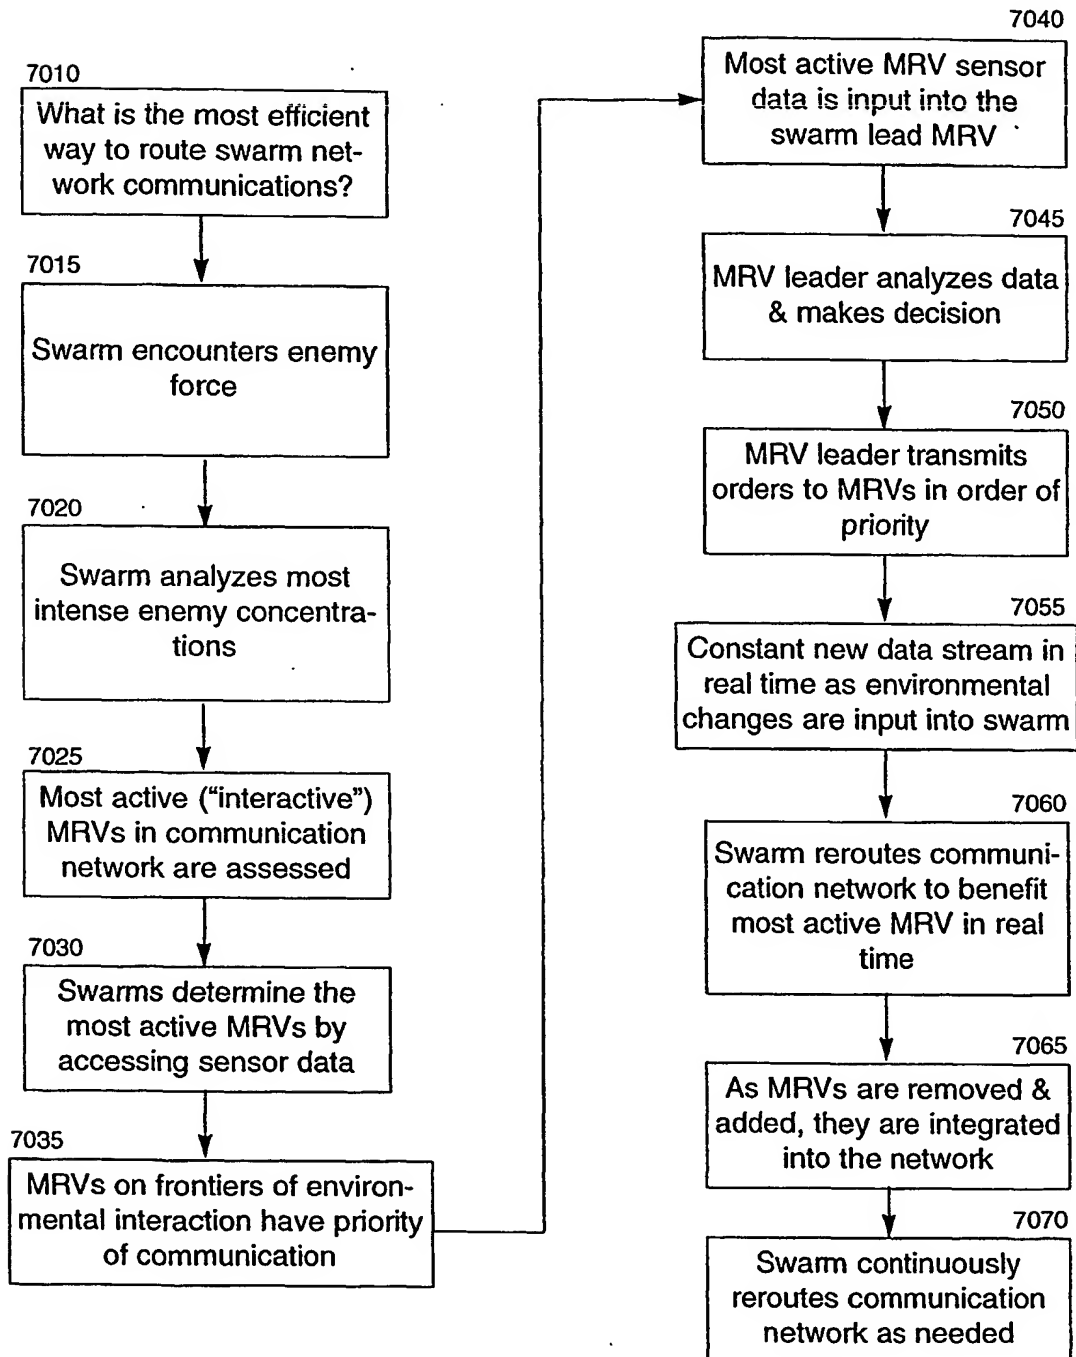 7010
What is the most efficient
way to route swarm net-
work communications?
7015
Swarm encounters enemy
force
7020
Swarm analyzes most
intense enemy concentra-
tions
7025
Most active ("interactive")
MRVs in communication
network are assessed
7030
Swarms determine the
most active MRVs by
accessing sensor data
7035
MRVs on frontiers of environ-
mental interaction have priority
of communication
7040
Most active MRV sensor
data is input into the
swarm lead MRV
7045
MRV leader analyzes data
& makes decision
7050
MRV leader transmits
orders to MRVs in order of
priority
7055
Constant new data stream in
real time as environmental
changes are input into swarm
7060
Swarm reroutes communi-
cation network to benefit
most active MRV in real
time
7065
As MRVs are removed &
added, they are integrated
into the network
7070
Swarm continuously
reroutes communication
network as needed